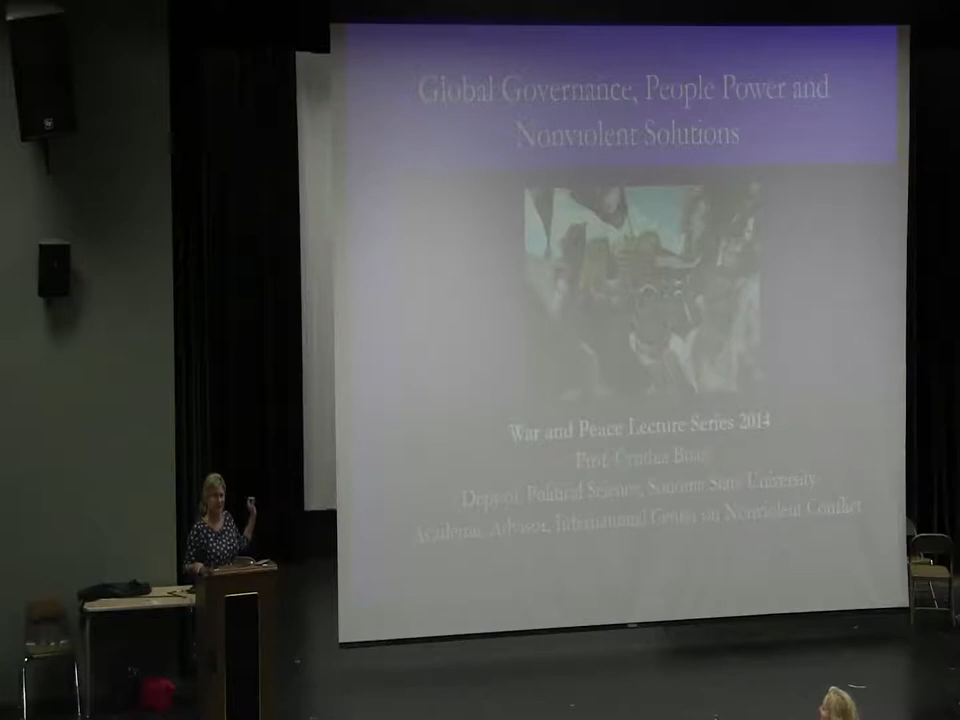 Global Governance, People Power and
Nonviolent Solutions
War and Peace Lecture Series 2014
Prof. Cynthia
Dept of Political Science, Sonoma State University
Academic Advisor, International Center on Nonviolent Conflict